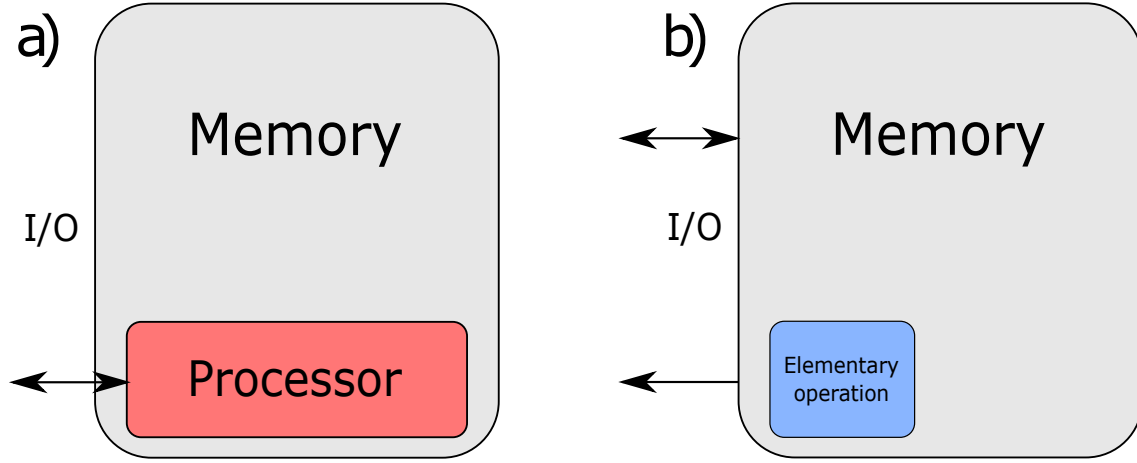 a)
Memory
I/O
Processor
b)
Memory
I/O
Elementary
operation